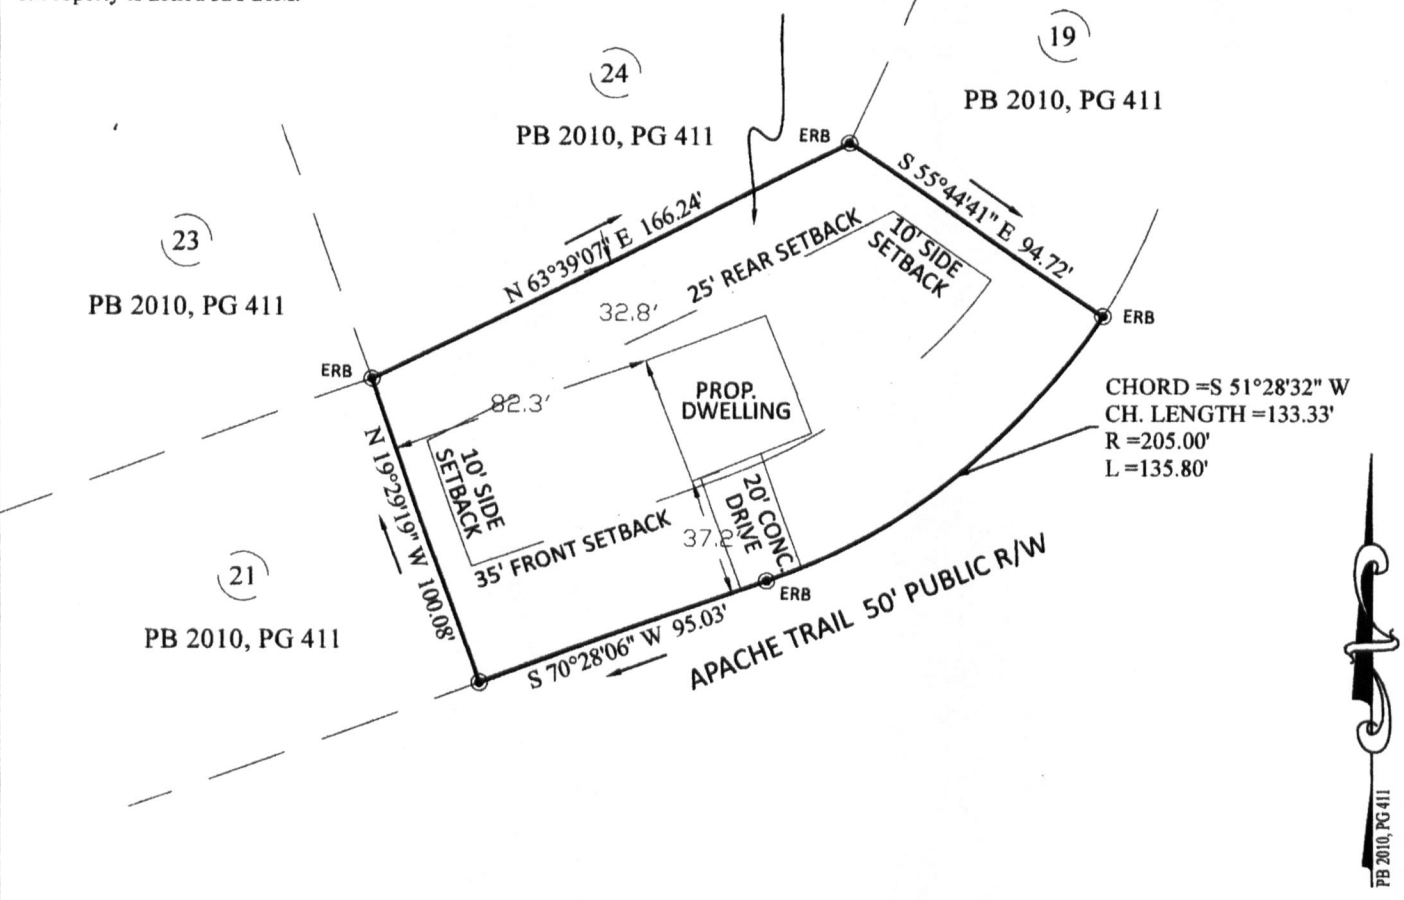 19
PB 2010, PG 411
24
PB 2010, PG 411
ERB
S 55°44'41" E 94.72'
N 63°39'07" E 166.24'
23
PB 2010, PG 411
25' REAR SETBACK
10' SIDE
SETBACK
32.8'
ERB
ERB
PROP.
DWELLING
82.3'
CHORD =S 51°28'32" W
CH. LENGTH =133.33'
R =205.00'
L =135.80'
N 19°29'19" W 100.08'
10' SIDE
SETBACK
35' FRONT SETBACK
37.2'
20' CONC.
DRIVE
21
PB 2010, PG 411
ERB
S 70°28'06" W 95.03'
APACHE TRAIL 50' PUBLIC R/W
PB 2010, PG 411